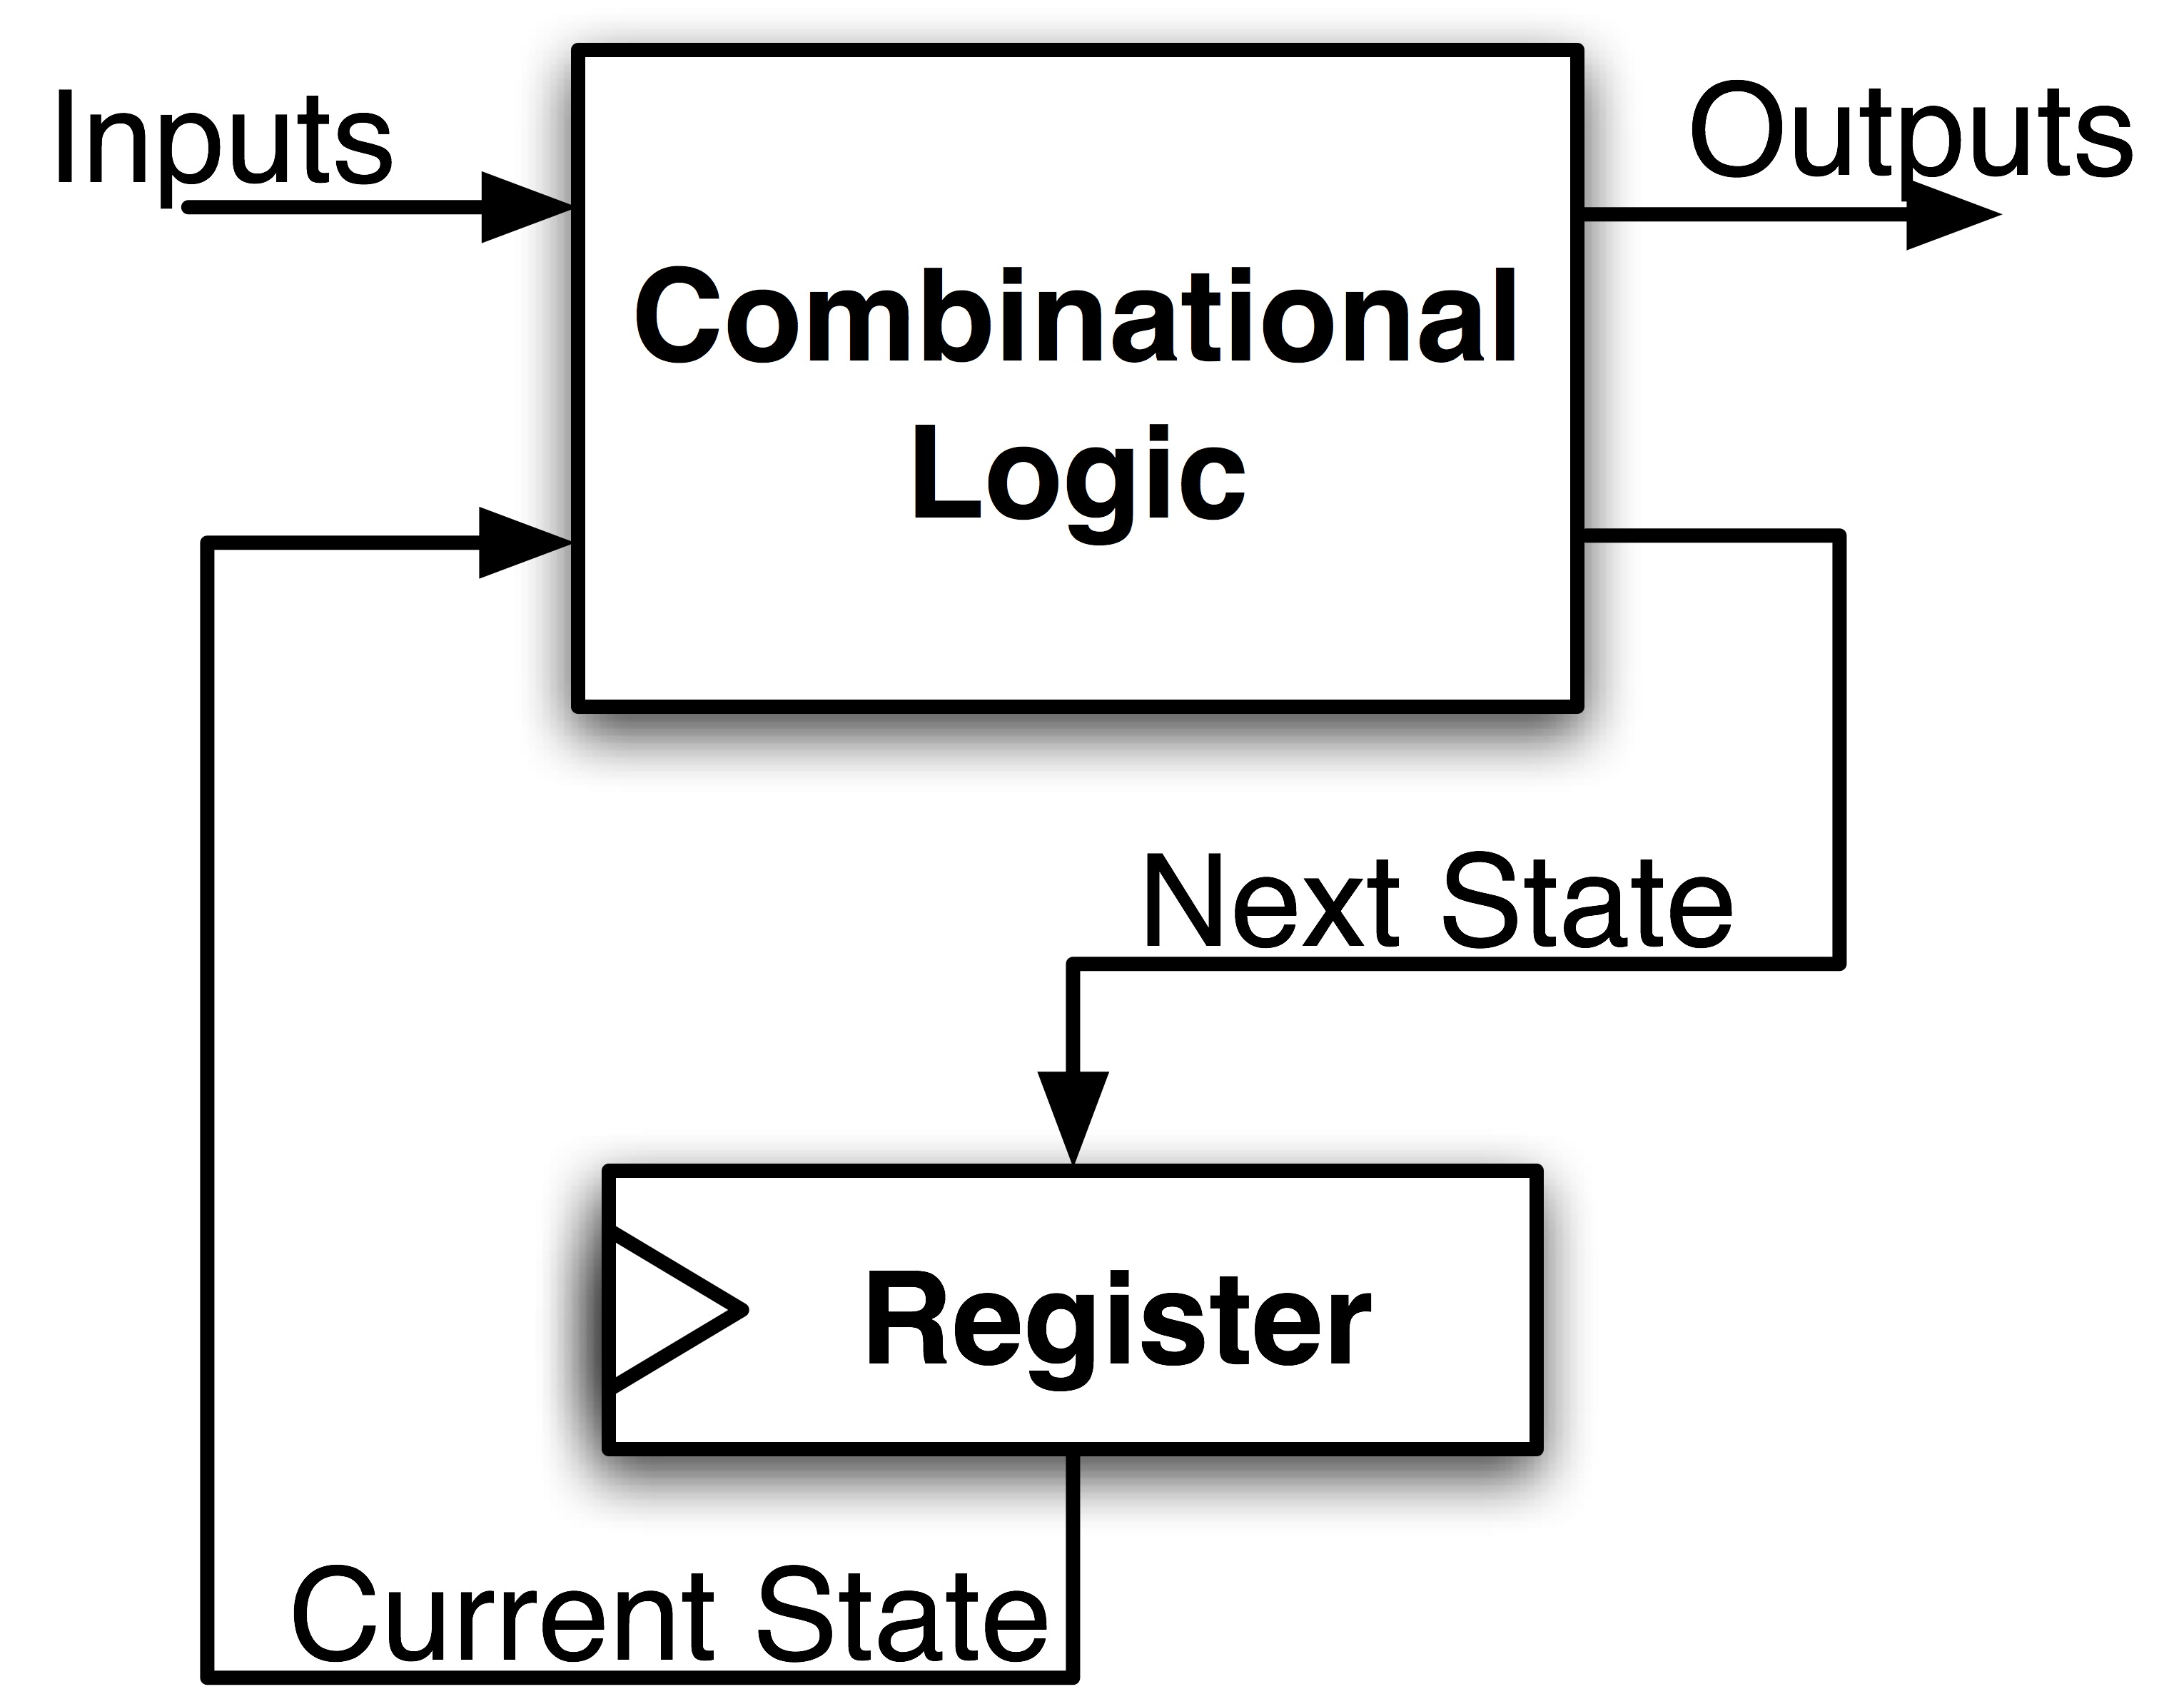 Inputs
Outputs
Combinational
Logic
Next State
Register
Current State